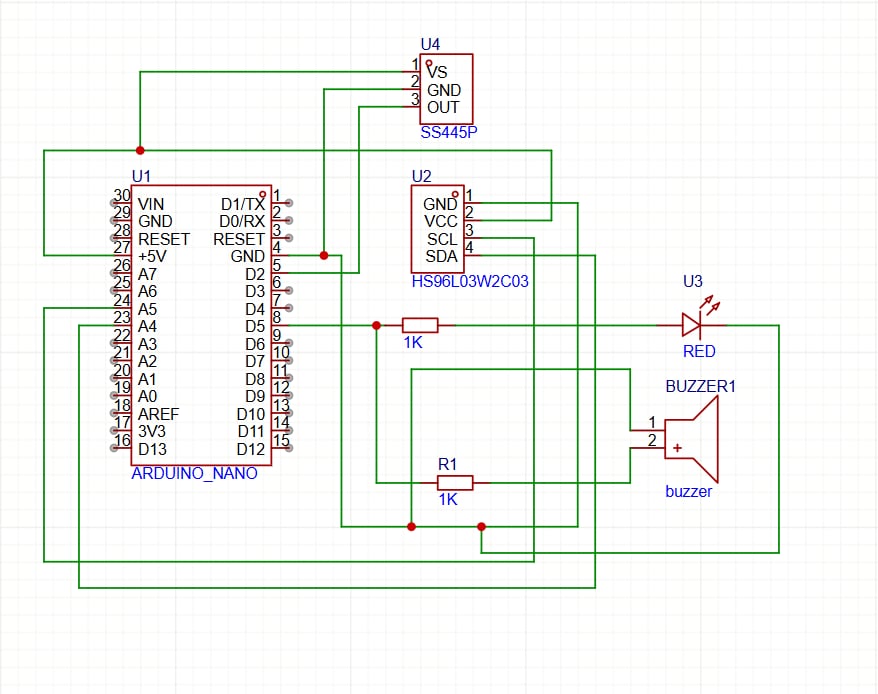 U4
1 VS
2 GND
3 OUT
SS445P
U1
30 VIN D1/TX 1
29 GND D0/RX 2
28 RESET RESET 3
27 +5V GND 4
26 A7 D2 5
25 A6 D3 6
24 A5 D4 7
23 A4 D5 8
22 A3 D6 9
21 A2 D7 10
20 A1 D8 11
19 A0 D9 12
18 AREF D10 13
17 3V3 D11 14
16 D13 D12 15
ARDUINO_NANO
U2
GND 1
VCC 2
SCL 3
SDA 4
HS96L03W2C03
U3
RED
1K
BUZZER1
1
2 +
buzzer
R1
1K